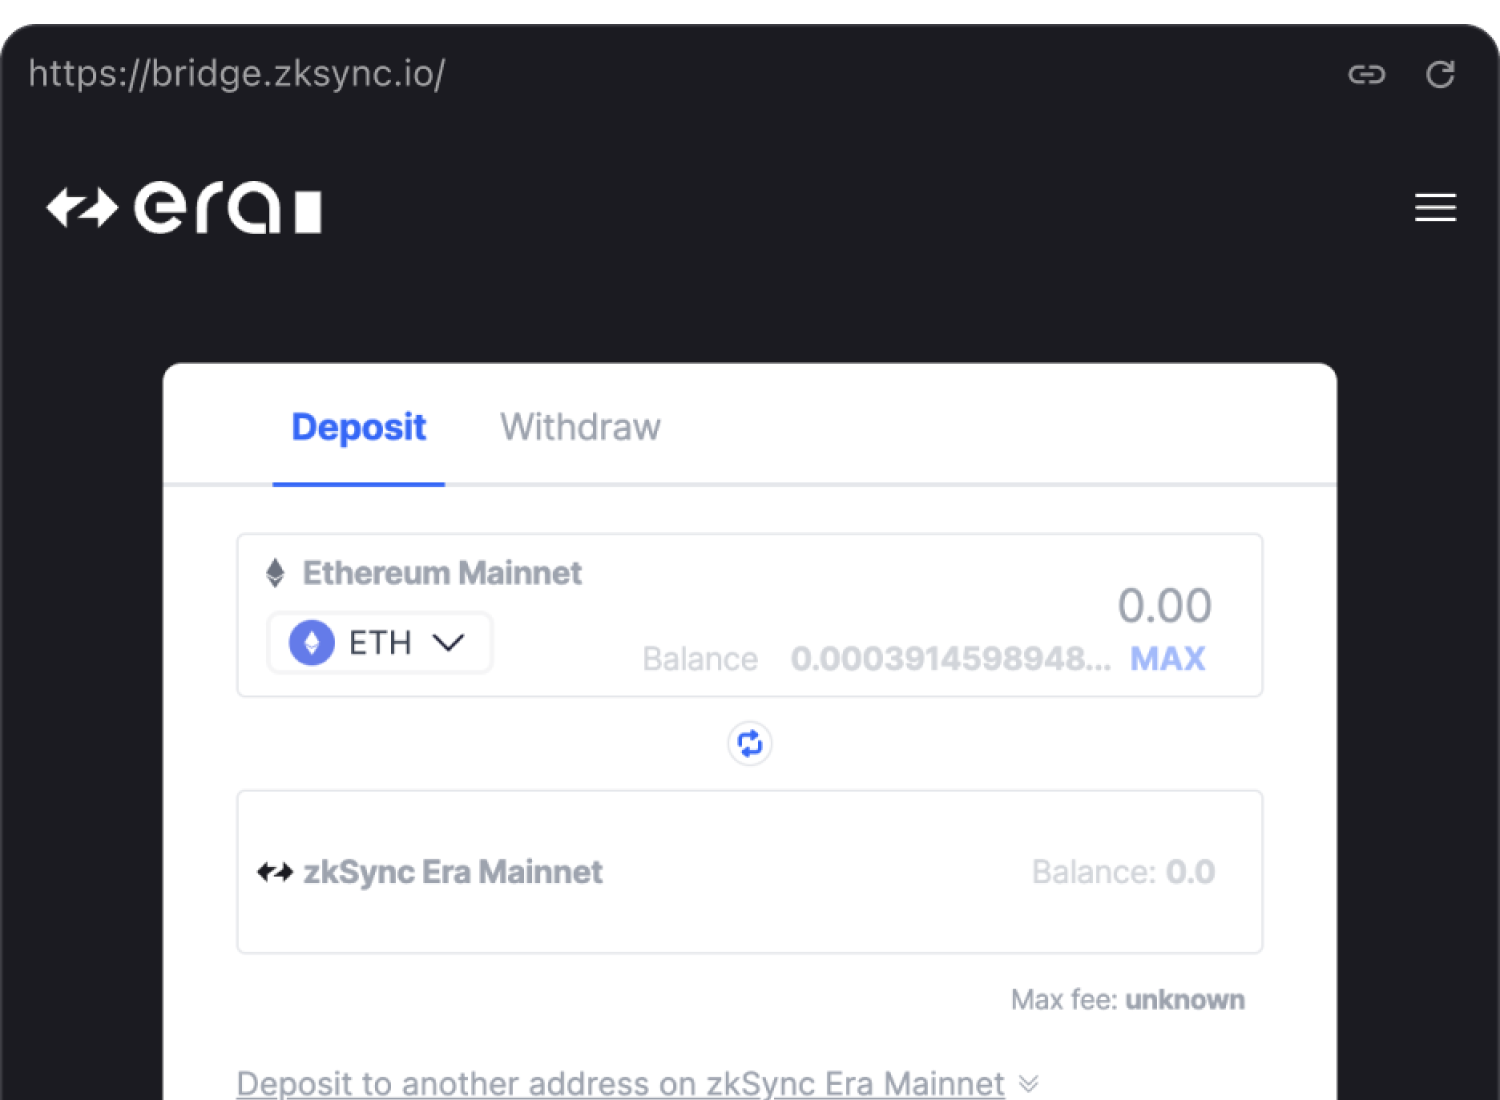 https://bridge.zksync.io/
era
Deposit Withdraw
Ethereum Mainnet
0.00
ETH
Balance 0.0003914598948... MAX
zkSync Era Mainnet Balance: 0.0
Max fee: unknown
Deposit to another address on zkSync Era Mainnet